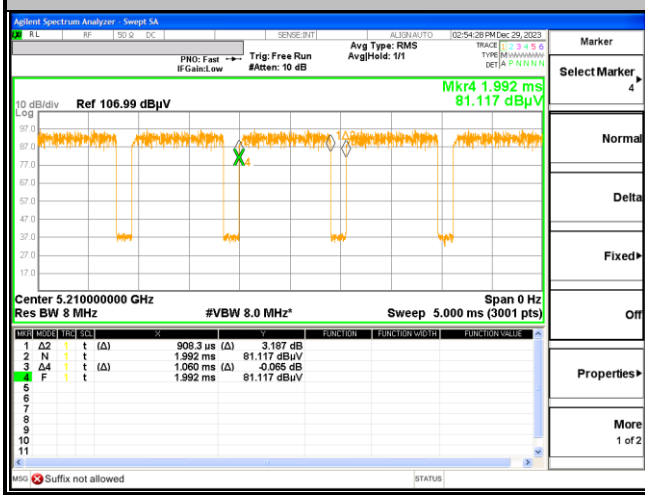 Agilent Spectrum Analyzer - Swept SA
RL RF 50 Ω DC SENSE:INT ALIGNAUTO 02:54:28 PM Dec 29, 2023
PNO: Fast Trig: Free Run Avg Type: RMS TRACE 1 2 3 4 5 6
IFGain:Low #Atten: 10 dB Avg|Hold: 1/1 TYPE M
DET A P N N N N
Mkr4 1.992 ms
81.117 dBµV
10 dB/div Ref 106.99 dBµV
Log
97.0
87.0
77.0
67.0
57.0
47.0
37.0
27.0
17.0
1Δ2
4
Center 5.210000000 GHz Span 0 Hz
Res BW 8 MHz #VBW 8.0 MHz* Sweep 5.000 ms (3001 pts)
MKR MODE TRC SCL X Y FUNCTION FUNCTION WIDTH FUNCTION VALUE
1 Δ2 1 t (Δ) 908.3 µs (Δ) 3.187 dB
2 N 1 t 1.992 ms 81.117 dBµV
3 Δ4 1 t (Δ) 1.060 ms (Δ) -0.065 dB
4 F 1 t 1.992 ms 81.117 dBµV
5
6
7
8
9
10
11
MSG Suffix not allowed STATUS
Marker
Select Marker
4
Normal
Delta
Fixed
Off
Properties
More
1 of 2